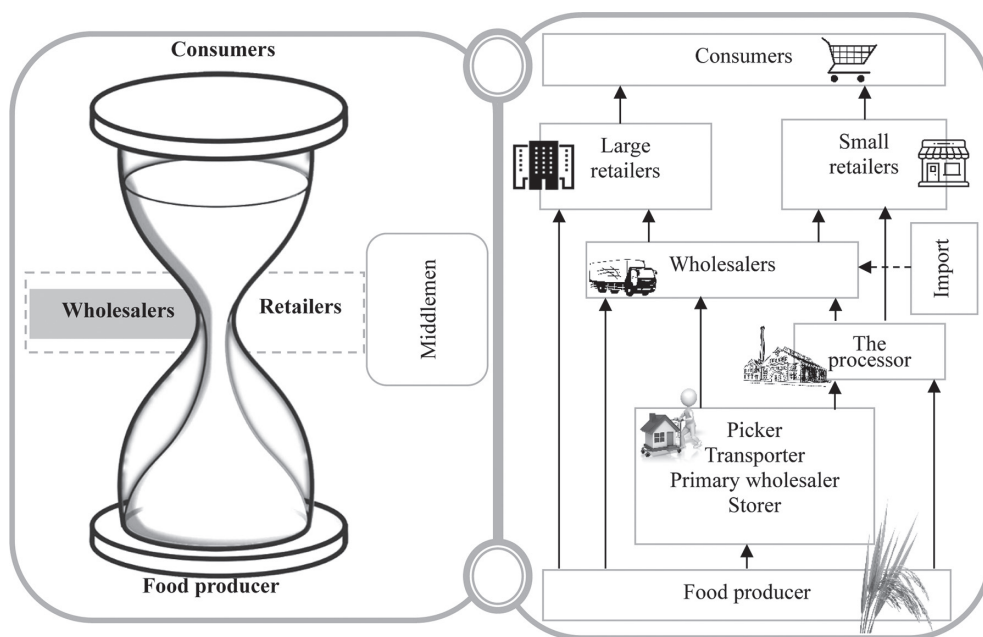 Consumers
Wholesalers
Retailers
Middlemen
Food producer
Consumers
Large
retailers
Small
retailers
Wholesalers
Import
The
processor
Picker
Transporter
Primary wholesaler
Storer
Food producer